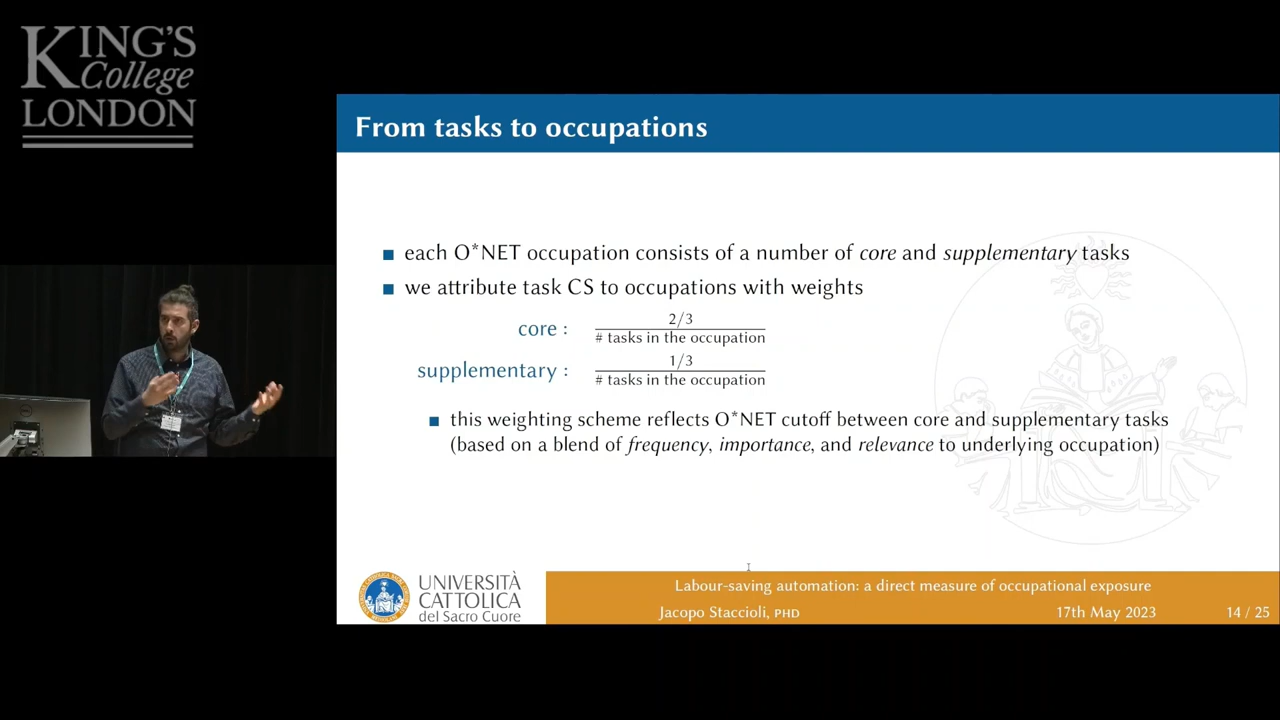 KING'S
College
LONDON
From tasks to occupations
each O*NET occupation consists of a number of core and supplementary tasks
we attribute task CS to occupations with weights
core : 2/3
# tasks in the occupation
supplementary : 1/3
# tasks in the occupation
this weighting scheme reflects O*NET cutoff between core and supplementary tasks
(based on a blend of frequency, importance, and relevance to underlying occupation)
UNIVERSITÀ
CATTOLICA
del Sacro Cuore
Labour-saving automation: a direct measure of occupational exposure
Jacopo Staccioli, PHD 17th May 2023 14 / 25